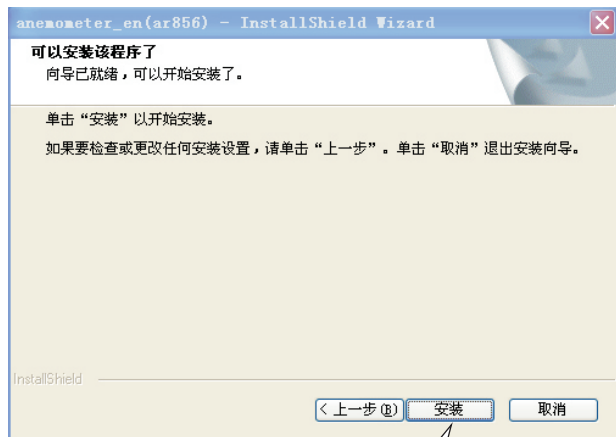 anemometer_en(ar856) - InstallShield Wizard
可以安装该程序了
向导已就绪，可以开始安装了。
单击“安装”以开始安装。
如果要检查或更改任何安装设置，请单击“上一步”。单击“取消”退出安装向导。
InstallShield
< 上一步(B) 安装 取消